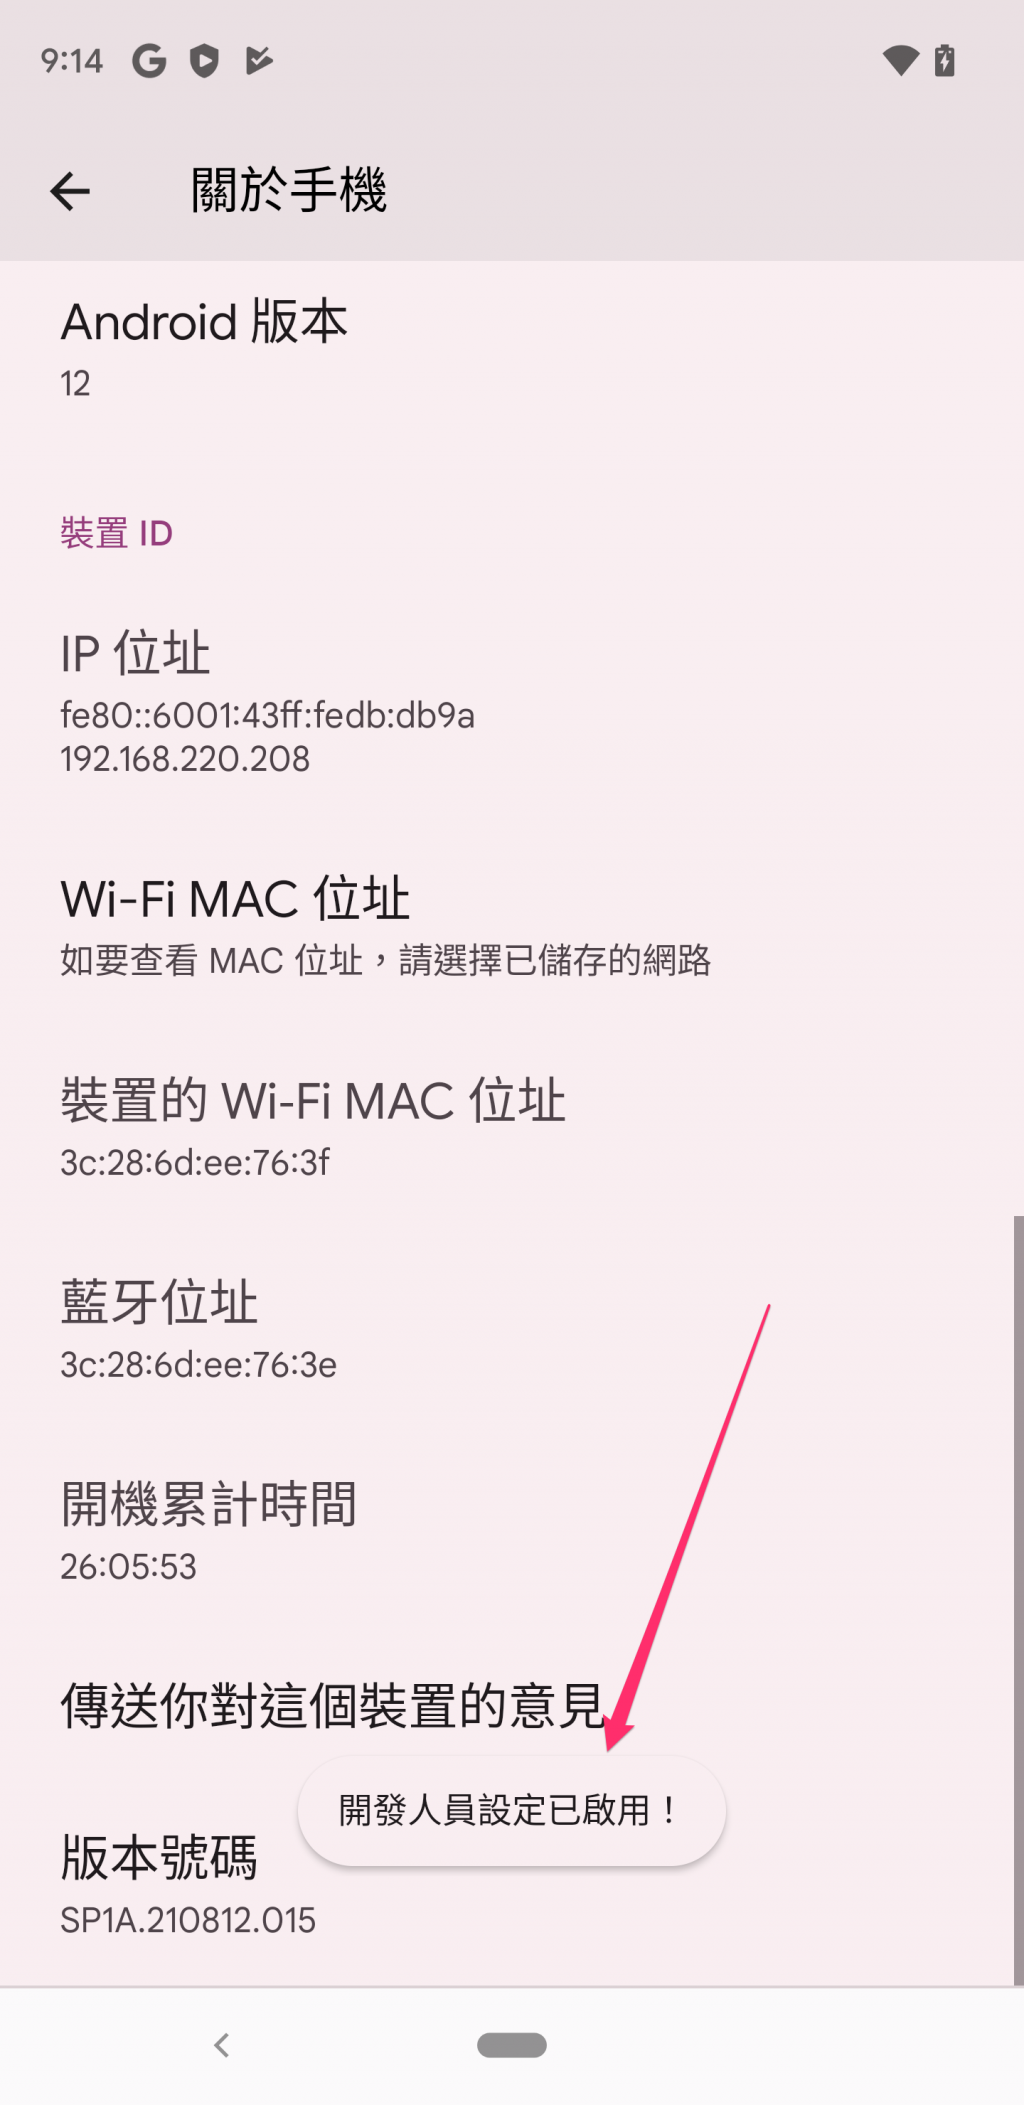 9:14
關於手機
Android 版本
12
裝置 ID
IP 位址
fe80::6001:43ff:fedb:db9a
192.168.220.208
Wi-Fi MAC 位址
如要查看 MAC 位址，請選擇已儲存的網路
裝置的 Wi-Fi MAC 位址
3c:28:6d:ee:76:3f
藍牙位址
3c:28:6d:ee:76:3e
開機累計時間
26:05:53
傳送你對這個裝置的意見
開發人員設定已啟用！
版本號碼
SP1A.210812.015